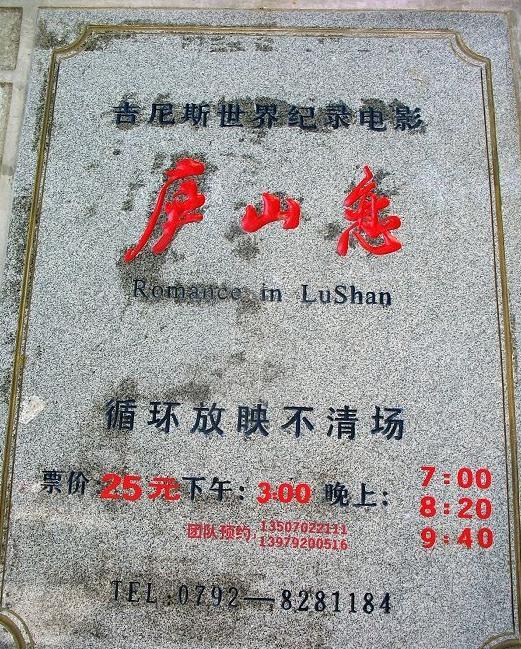 吉尼斯世界纪录电影
庐山恋
Romance in LuShan
循环放映不清场
票价:25元下午:3:00 晚上: 7:00
8:20
9:40
团队预约:13507022111
13979200516
TEL:0792—8281184